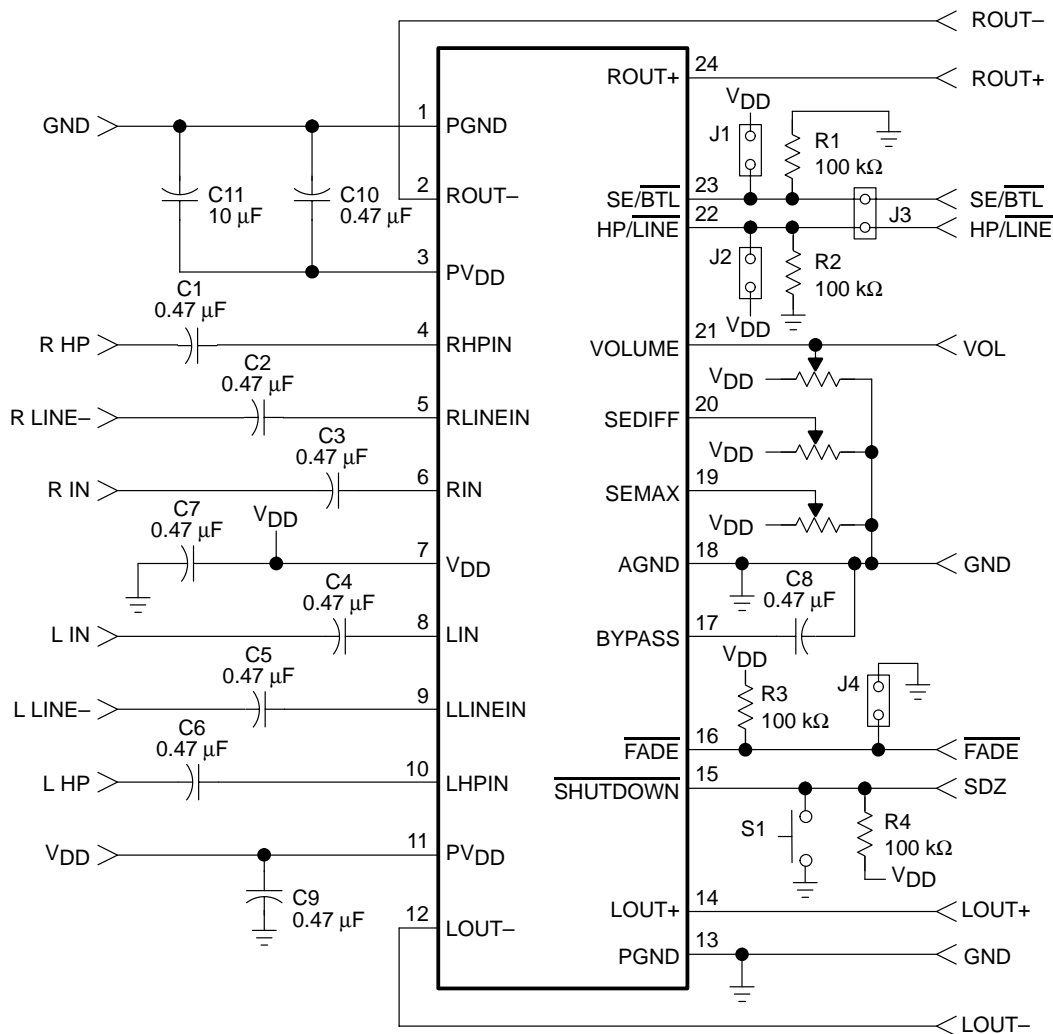 ROUT–
ROUT+
24
ROUT+
GND
1
PGND
C11
10 μF
C10
0.47 μF
2
ROUT–
3
PVDD
VDD
J1
R1
100 kΩ
23
SE/BTL
SE/BTL
J3
22
HP/LINE
HP/LINE
J2
R2
100 kΩ
VDD
C1
0.47 μF
R HP
4
RHPIN
21
VOLUME
VOL
VDD
C2
0.47 μF
R LINE–
5
RLINEIN
20
SEDIFF
VDD
C3
0.47 μF
R IN
6
RIN
19
SEMAX
VDD
C7
0.47 μF
VDD
7
VDD
18
AGND
GND
C8
0.47 μF
C4
0.47 μF
L IN
8
LIN
17
BYPASS
C5
0.47 μF
L LINE–
9
LLINEIN
VDD
R3
100 kΩ
J4
16
FADE
FADE
C6
0.47 μF
L HP
10
LHPIN
15
SHUTDOWN
SDZ
S1
R4
100 kΩ
VDD
VDD
11
PVDD
C9
0.47 μF
14
LOUT+
LOUT+
12
LOUT–
13
PGND
GND
LOUT–